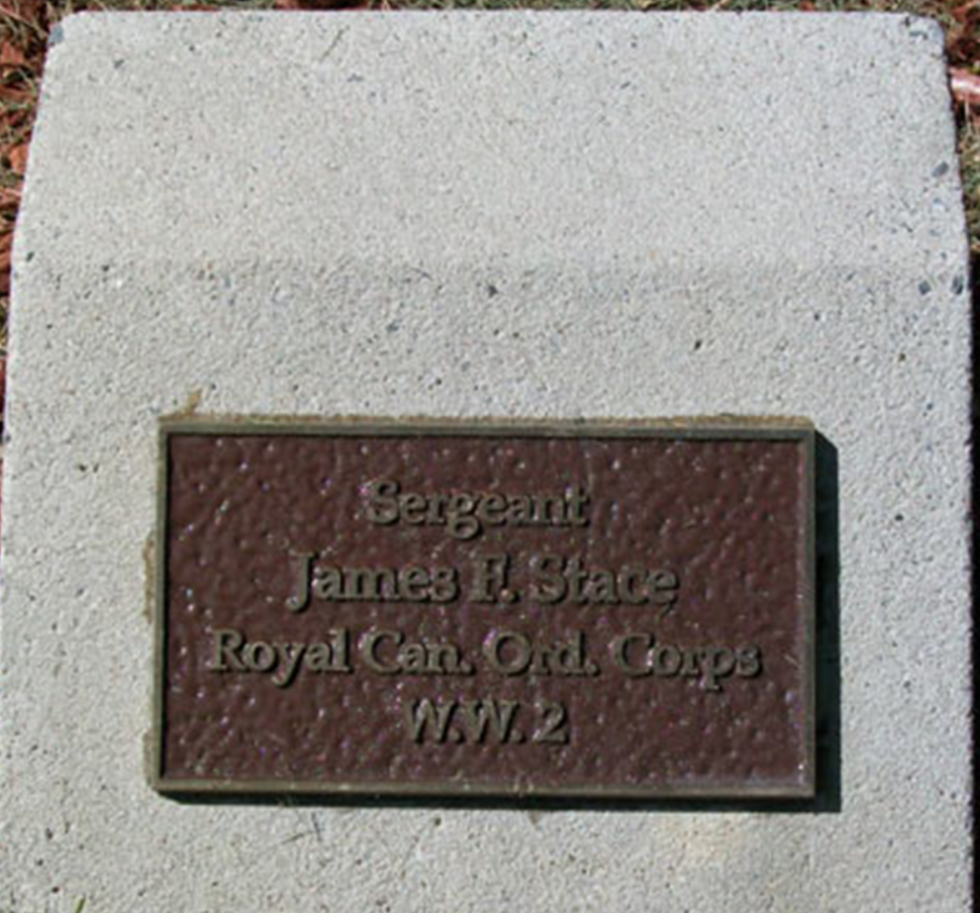 Sergeant
James F. Stace
Royal Can. Ord. Corps
W.W. 2